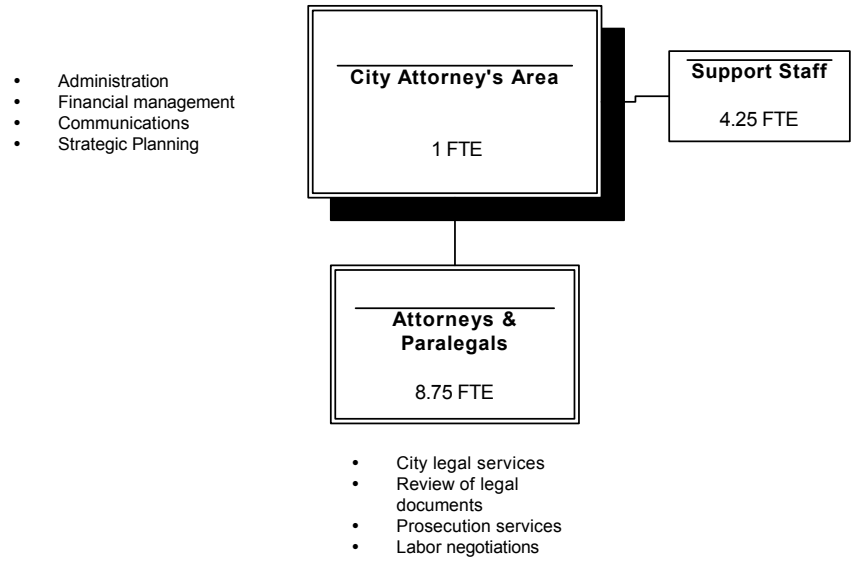 • Administration
• Financial management
• Communications
• Strategic Planning
City Attorney's Area
1 FTE
Support Staff
4.25 FTE
Attorneys &
Paralegals
8.75 FTE
• City legal services
• Review of legal
documents
• Prosecution services
• Labor negotiations